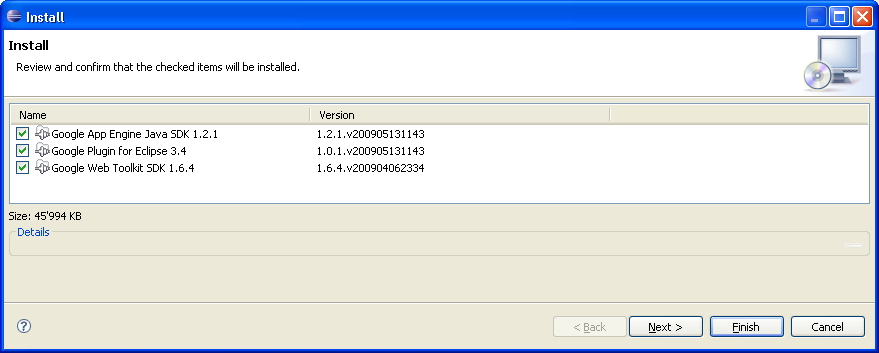 Install
Install
Review and confirm that the checked items will be installed.
Name Version
Google App Engine Java SDK 1.2.1 1.2.1.v200905131143
Google Plugin for Eclipse 3.4 1.0.1.v200905131143
Google Web Toolkit SDK 1.6.4 1.6.4.v200904062334
Size: 45'994 KB
Details
? < Back Next > Finish Cancel